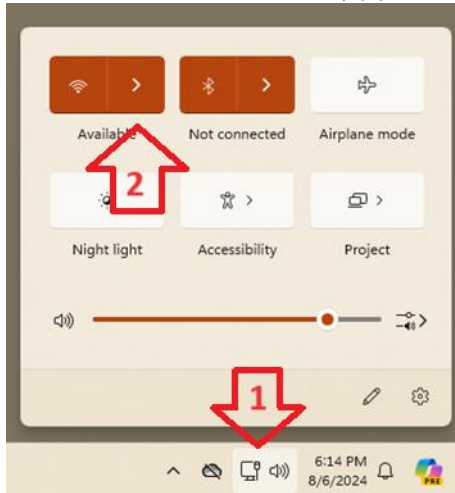 Available
Not connected
Airplane mode
2
Night light
Accessibility
Project
1
6:14 PM
8/6/2024
PRE